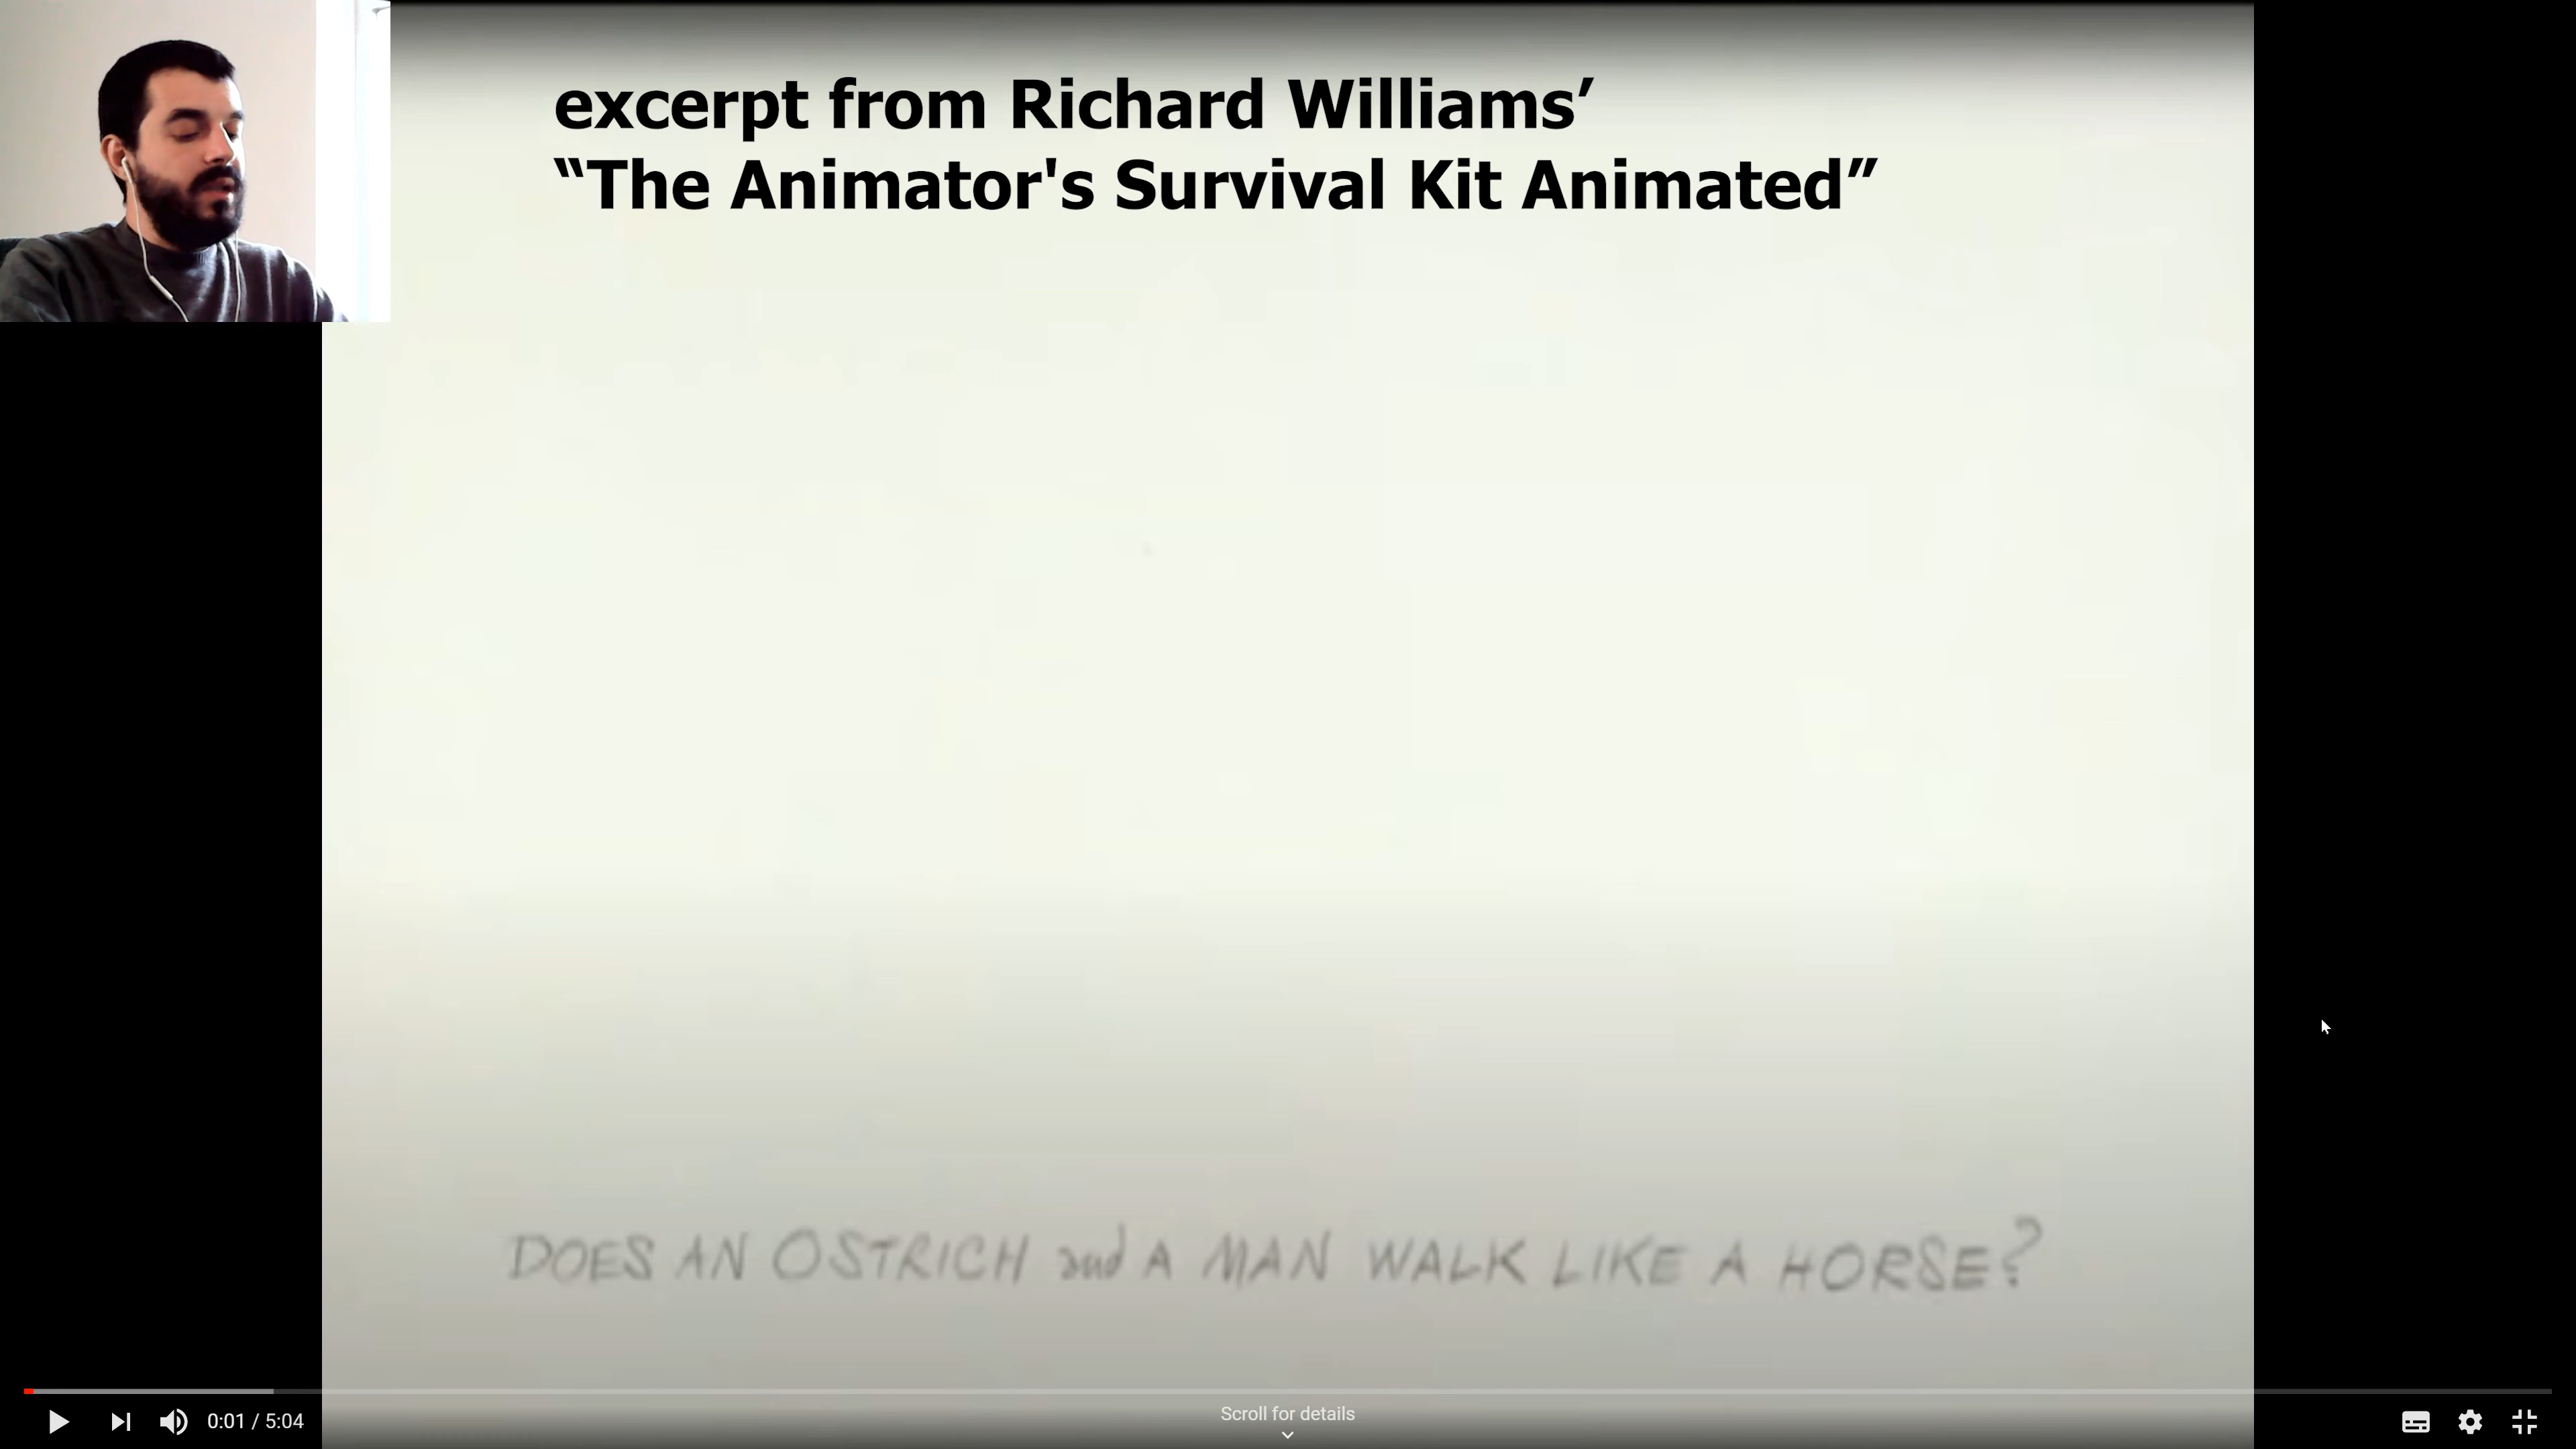 excerpt from Richard Williams’
“The Animator's Survival Kit Animated”
DOES AN OSTRICH and A MAN WALK LIKE A HORSE?
0:01 / 5:04
Scroll for details